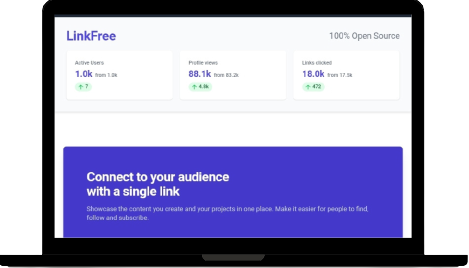 LinkFree
100% Open Source
Active Users
1.0k from 1.0k
↑ 7
Profile views
88.1k from 83.2k
↑ 4.8k
Links clicked
18.0k from 17.5k
↑ 472
Connect to your audience
with a single link
Showcase the content you create and your projects in one place. Make it easier for people to find,
follow and subscribe.